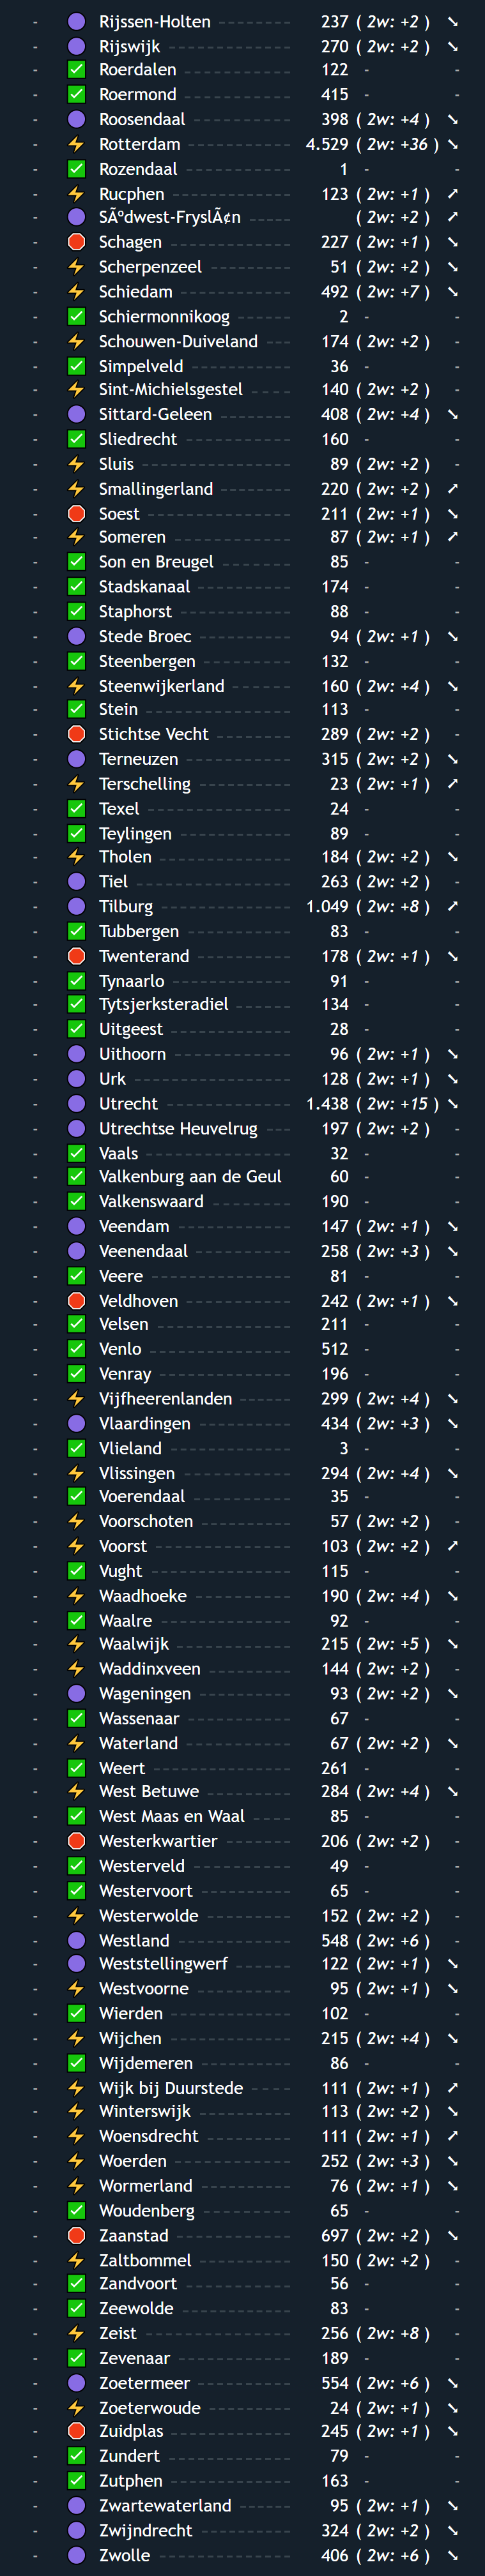 - 🟣 Rijssen-Holten 237 ( 2w: +2 ) ➘
- 🟣 Rijswijk 270 ( 2w: +2 ) ➘
- ✅ Roerdalen 122 - -
- ✅ Roermond 415 - -
- 🟣 Roosendaal 398 ( 2w: +4 ) ➘
- ⚡ Rotterdam 4.529 ( 2w: +36 ) ➘
- ✅ Rozendaal 1 - -
- ⚡ Rucphen 123 ( 2w: +1 ) ➚
- 🟣 SÃºdwest-FryslÃ¢n ( 2w: +2 ) ➚
- 🛑 Schagen 227 ( 2w: +1 ) ➘
- ⚡ Scherpenzeel 51 ( 2w: +2 ) ➘
- ⚡ Schiedam 492 ( 2w: +7 ) ➘
- ✅ Schiermonnikoog 2 - -
- ⚡ Schouwen-Duiveland 174 ( 2w: +2 ) -
- ✅ Simpelveld 36 - -
- ⚡ Sint-Michielsgestel 140 ( 2w: +2 ) -
- 🟣 Sittard-Geleen 408 ( 2w: +4 ) ➘
- ✅ Sliedrecht 160 - -
- ⚡ Sluis 89 ( 2w: +2 ) -
- ⚡ Smallingerland 220 ( 2w: +2 ) ➚
- 🛑 Soest 211 ( 2w: +1 ) ➘
- ⚡ Someren 87 ( 2w: +1 ) ➚
- ✅ Son en Breugel 85 - -
- ✅ Stadskanaal 174 - -
- ✅ Staphorst 88 - -
- 🟣 Stede Broec 94 ( 2w: +1 ) ➘
- ✅ Steenbergen 132 - -
- ⚡ Steenwijkerland 160 ( 2w: +4 ) ➘
- ✅ Stein 113 - -
- 🛑 Stichtse Vecht 289 ( 2w: +2 ) -
- 🟣 Terneuzen 315 ( 2w: +2 ) ➘
- ⚡ Terschelling 23 ( 2w: +1 ) ➚
- ✅ Texel 24 - -
- ✅ Teylingen 89 - -
- ⚡ Tholen 184 ( 2w: +2 ) ➘
- 🟣 Tiel 263 ( 2w: +2 ) -
- 🟣 Tilburg 1.049 ( 2w: +8 ) ➚
- ✅ Tubbergen 83 - -
- 🛑 Twenterand 178 ( 2w: +1 ) ➘
- ✅ Tynaarlo 91 - -
- ✅ Tytsjerksteradiel 134 - -
- ✅ Uitgeest 28 - -
- 🟣 Uithoorn 96 ( 2w: +1 ) ➘
- 🟣 Urk 128 ( 2w: +1 ) ➘
- 🟣 Utrecht 1.438 ( 2w: +15 ) ➘
- 🟣 Utrechtse Heuvelrug 197 ( 2w: +2 ) -
- ✅ Vaals 32 - -
- ✅ Valkenburg aan de Geul 60 - -
- ✅ Valkenswaard 190 - -
- 🟣 Veendam 147 ( 2w: +1 ) ➘
- 🟣 Veenendaal 258 ( 2w: +3 ) ➘
- ✅ Veere 81 - -
- 🛑 Veldhoven 242 ( 2w: +1 ) ➘
- ✅ Velsen 211 - -
- ✅ Venlo 512 - -
- ✅ Venray 196 - -
- ⚡ Vijfheerenlanden 299 ( 2w: +4 ) ➘
- 🟣 Vlaardingen 434 ( 2w: +3 ) ➘
- ✅ Vlieland 3 - -
- ⚡ Vlissingen 294 ( 2w: +4 ) ➘
- ✅ Voerendaal 35 - -
- ⚡ Voorschoten 57 ( 2w: +2 ) -
- ⚡ Voorst 103 ( 2w: +2 ) ➚
- ✅ Vught 115 - -
- ⚡ Waadhoeke 190 ( 2w: +4 ) ➘
- ✅ Waalre 92 - -
- ⚡ Waalwijk 215 ( 2w: +5 ) ➘
- ⚡ Waddinxveen 144 ( 2w: +2 ) -
- 🟣 Wageningen 93 ( 2w: +2 ) ➘
- ✅ Wassenaar 67 - -
- ⚡ Waterland 67 ( 2w: +2 ) ➘
- ✅ Weert 261 - -
- ⚡ West Betuwe 284 ( 2w: +4 ) ➘
- ✅ West Maas en Waal 85 - -
- 🛑 Westerkwartier 206 ( 2w: +2 ) -
- ✅ Westerveld 49 - -
- ✅ Westervoort 65 - -
- ⚡ Westerwolde 152 ( 2w: +2 ) -
- 🟣 Westland 548 ( 2w: +6 ) -
- 🟣 Weststellingwerf 122 ( 2w: +1 ) ➘
- ⚡ Westvoorne 95 ( 2w: +1 ) ➘
- ✅ Wierden 102 - -
- ⚡ Wijchen 215 ( 2w: +4 ) ➘
- ✅ Wijdemeren 86 - -
- ⚡ Wijk bij Duurstede 111 ( 2w: +1 ) ➚
- ⚡ Winterswijk 113 ( 2w: +2 ) ➘
- ⚡ Woensdrecht 111 ( 2w: +1 ) ➚
- ⚡ Woerden 252 ( 2w: +3 ) ➘
- ⚡ Wormerland 76 ( 2w: +1 ) ➘
- ✅ Woudenberg 65 - -
- 🛑 Zaanstad 697 ( 2w: +2 ) ➘
- ⚡ Zaltbommel 150 ( 2w: +2 ) -
- ✅ Zandvoort 56 - -
- ✅ Zeewolde 83 - -
- ⚡ Zeist 256 ( 2w: +8 ) -
- ✅ Zevenaar 189 - -
- 🟣 Zoetermeer 554 ( 2w: +6 ) ➘
- ⚡ Zoeterwoude 24 ( 2w: +1 ) ➘
- 🛑 Zuidplas 245 ( 2w: +1 ) ➘
- ✅ Zundert 79 - -
- ✅ Zutphen 163 - -
- 🟣 Zwartewaterland 95 ( 2w: +1 ) ➘
- 🟣 Zwijndrecht 324 ( 2w: +2 ) ➘
- 🟣 Zwolle 406 ( 2w: +6 ) ➘